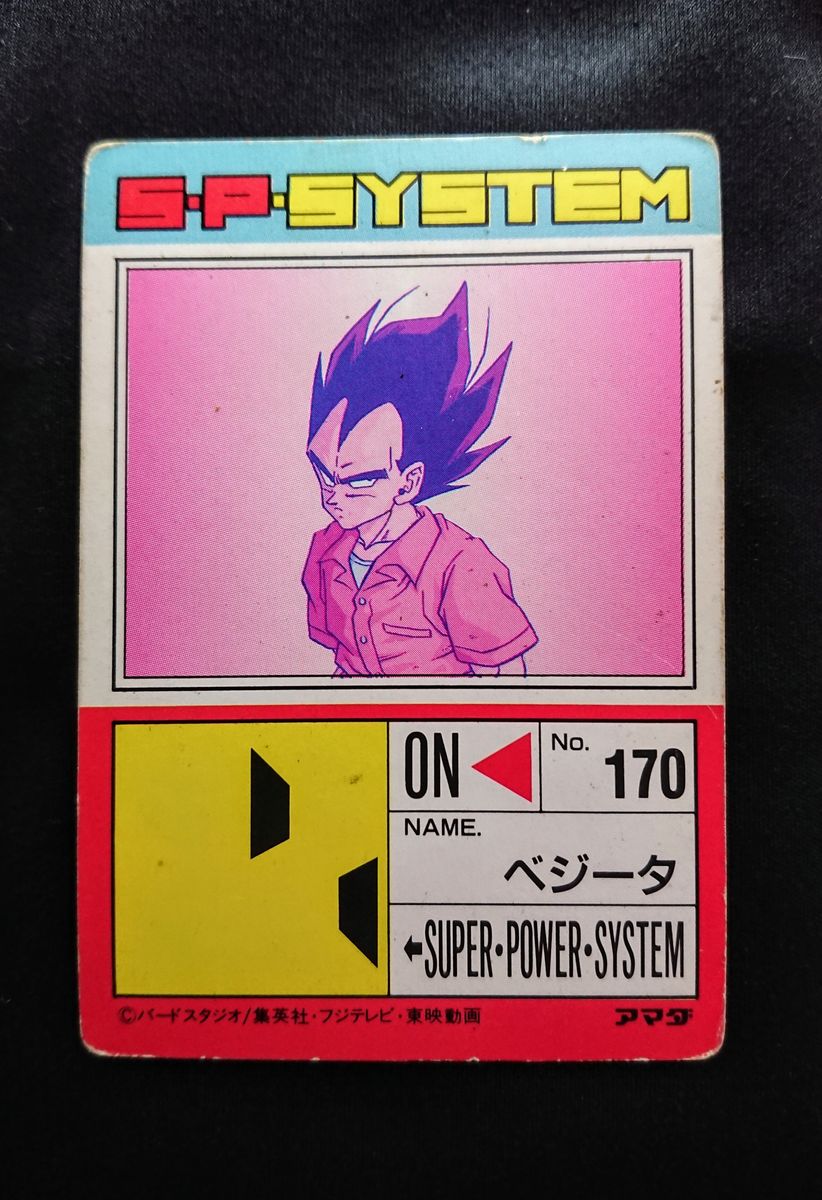 S・P・SYSTEM
ON
No. 170
NAME.
ベジータ
SUPER・POWER・SYSTEM
©バードスタジオ/集英社・フジテレビ・東映動画
アマダ